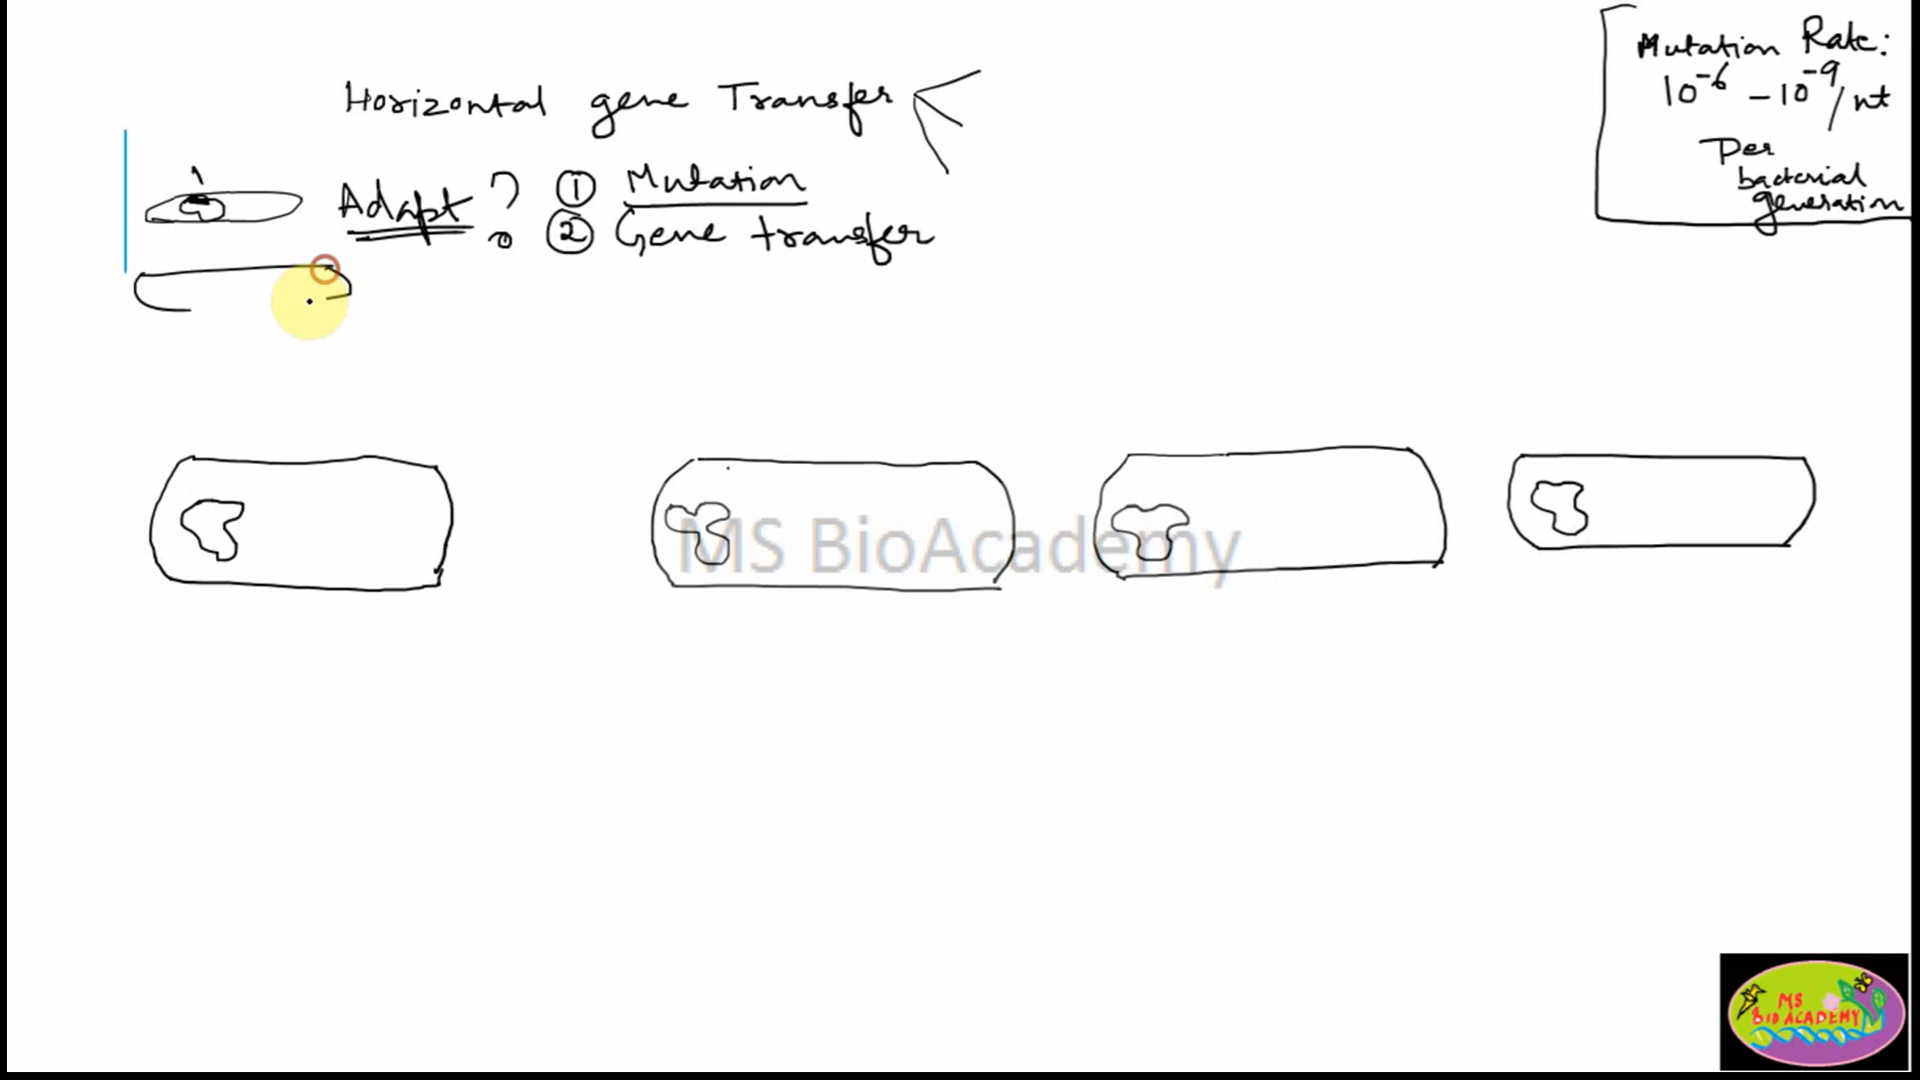 Horizontal gene Transfer
Adapt ? ① Mutation
② Gene transfer
Mutation Rate:
10⁻⁶ – 10⁻⁹/nt
Per
bacterial
generation
MS BioAcademy
MS
BIO ACADEMY